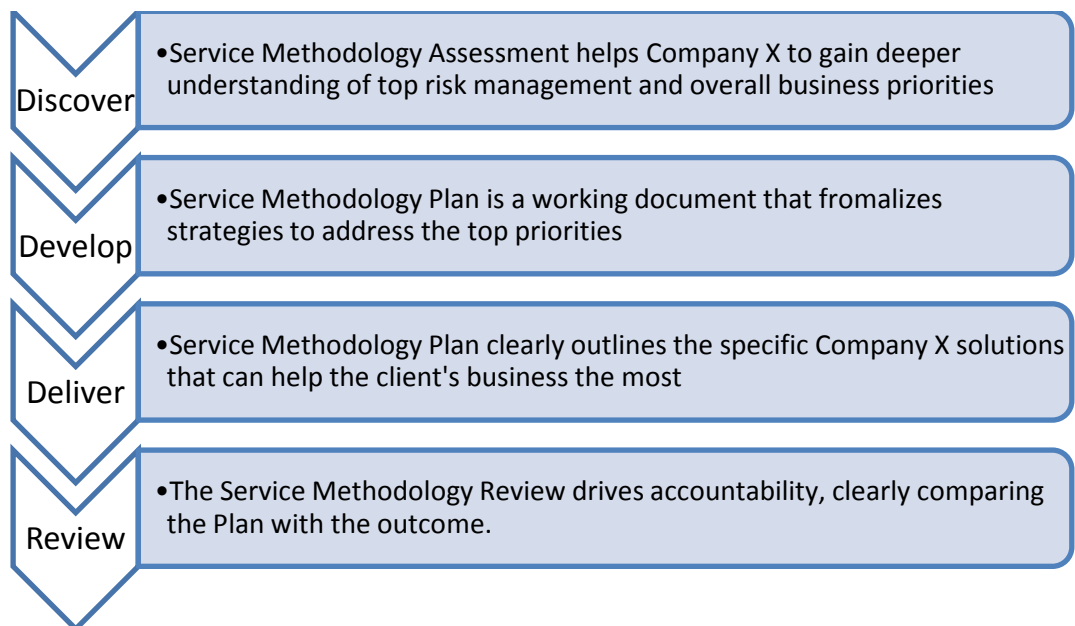 Discover
•Service Methodology Assessment helps Company X to gain deeper
understanding of top risk management and overall business priorities
Develop
•Service Methodology Plan is a working document that fromalizes
strategies to address the top priorities
Deliver
•Service Methodology Plan clearly outlines the specific Company X solutions
that can help the client's business the most
Review
•The Service Methodology Review drives accountability, clearly comparing
the Plan with the outcome.